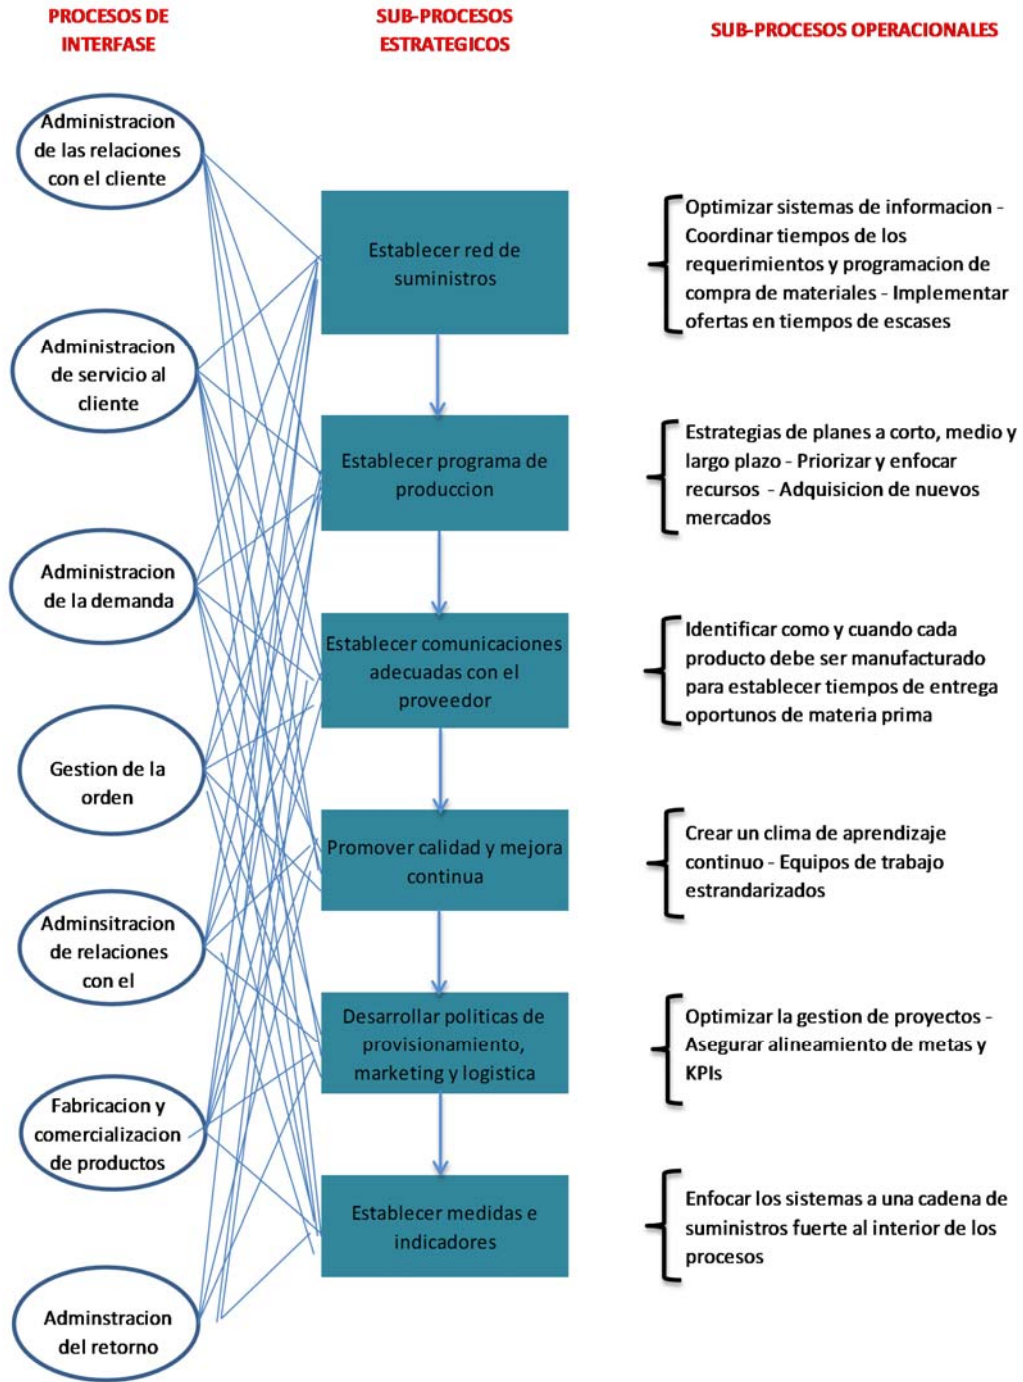 PROCESOS DE
INTERFASE
SUB-PROCESOS
ESTRATEGICOS
SUB-PROCESOS OPERACIONALES
Administracion
de las relaciones
con el cliente
Administracion
de servicio al
cliente
Administracion
de la demanda
Gestion de la
orden
Adminsitracion
de relaciones
con el
Fabricacion y
comercializacion
de productos
Adminstracion
del retorno
Establecer red de
suministros
Establecer programa de
produccion
Establecer comunicaciones
adecuadas con el
proveedor
Promover calidad y mejora
continua
Desarrollar politicas de
provisionamiento,
marketing y logistica
Establecer medidas e
indicadores
Optimizar sistemas de informacion -
Coordinar tiempos de los
requerimientos y programacion de
compra de materiales - Implementar
ofertas en tiempos de escases
Estrategias de planes a corto, medio y
largo plazo - Priorizar y enfocar
recursos - Adquisicion de nuevos
mercados
Identificar como y cuando cada
producto debe ser manufacturado
para establecer tiempos de entrega
oportunos de materia prima
Crear un clima de aprendizaje
continuo - Equipos de trabajo
estrandarizados
Optimizar la gestion de proyectos -
Asegurar alineamiento de metas y
KPIs
Enfocar los sistemas a una cadena de
suministros fuerte al interior de los
procesos